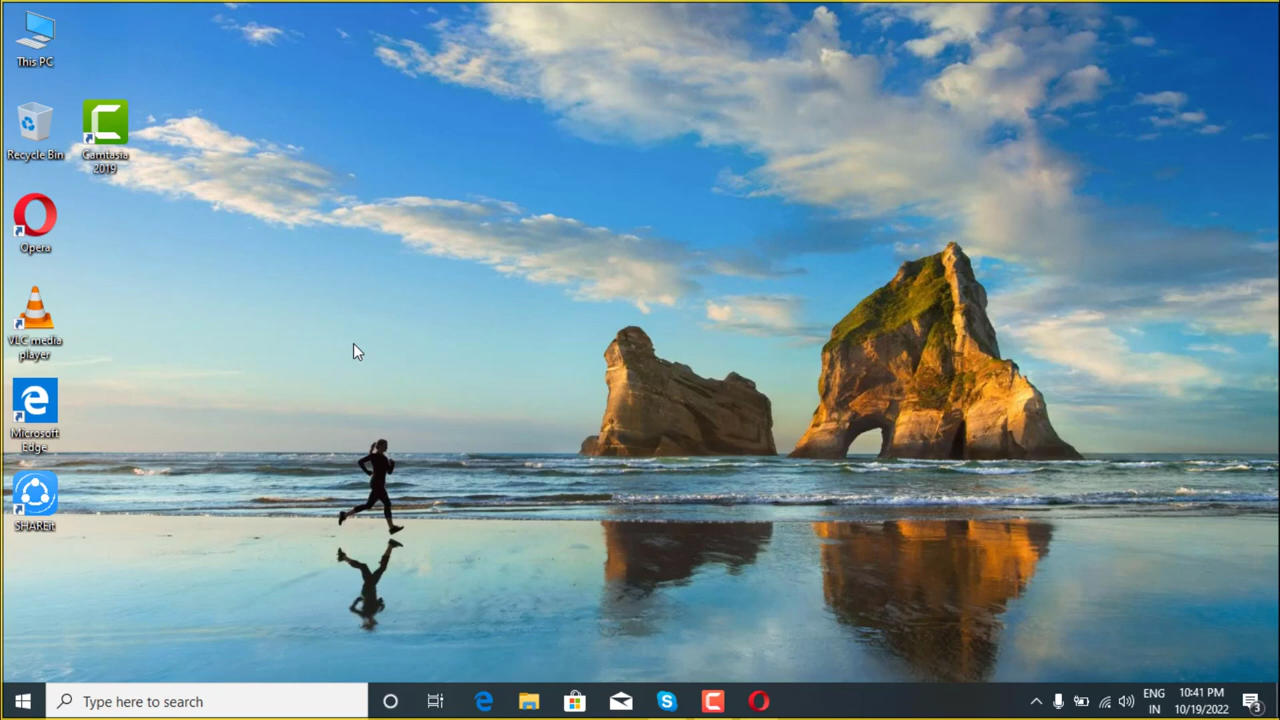 This PC
Recycle Bin
Camtasia
2019
Opera
VLC media
player
Microsoft
Edge
SHAREit
Type here to search
ENG
IN
10:41 PM
10/19/2022
3